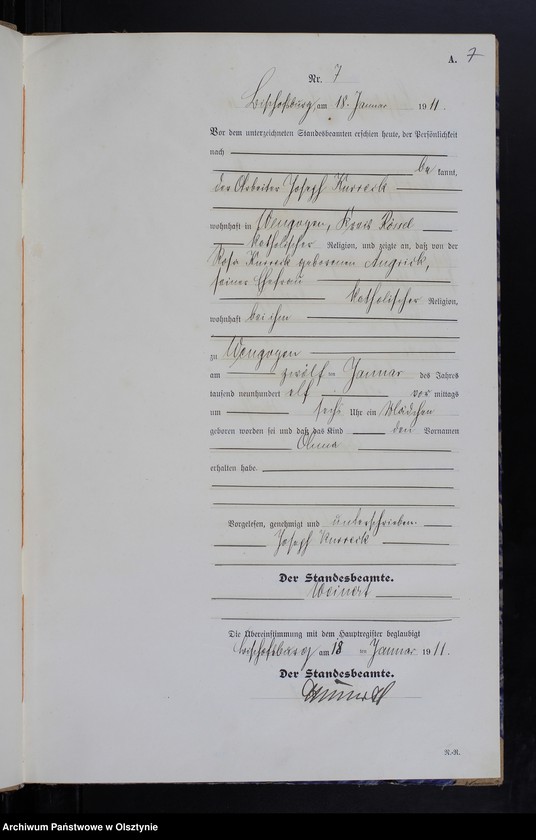 A. 7
Nr. 7
Bischofsburg, am 18. Januar 1911.
Vor dem unterzeichneten Standesbeamten erschien heute, der Persönlichkeit
nach
bekannt,
der Arbeiter Joseph Kurreck
wohnhaft in Wengoyen, Kreis Rössel
katholischer Religion, und zeigte an, daß von der
Rosa Kurreck geborenen Angrick,
seiner Ehefrau
katholischer Religion,
wohnhaft bei ihm
zu Wengoyen
am zwölf ten Januar des Jahres
tausend neunhundert elf vor mittags
um sechs Uhr ein Mädchen
geboren worden sei und daß das Kind den Vornamen
Anna
erhalten habe.
Vorgelesen, genehmigt und unterschrieben.
Joseph Kurreck
Der Standesbeamte.
Weinert
Die Übereinstimmung mit dem Hauptregister beglaubigt
Bischofsburg am 18 ten Januar 1911.
Der Standesbeamte.
R.-R.
Archiwum Państwowe w Olsztynie